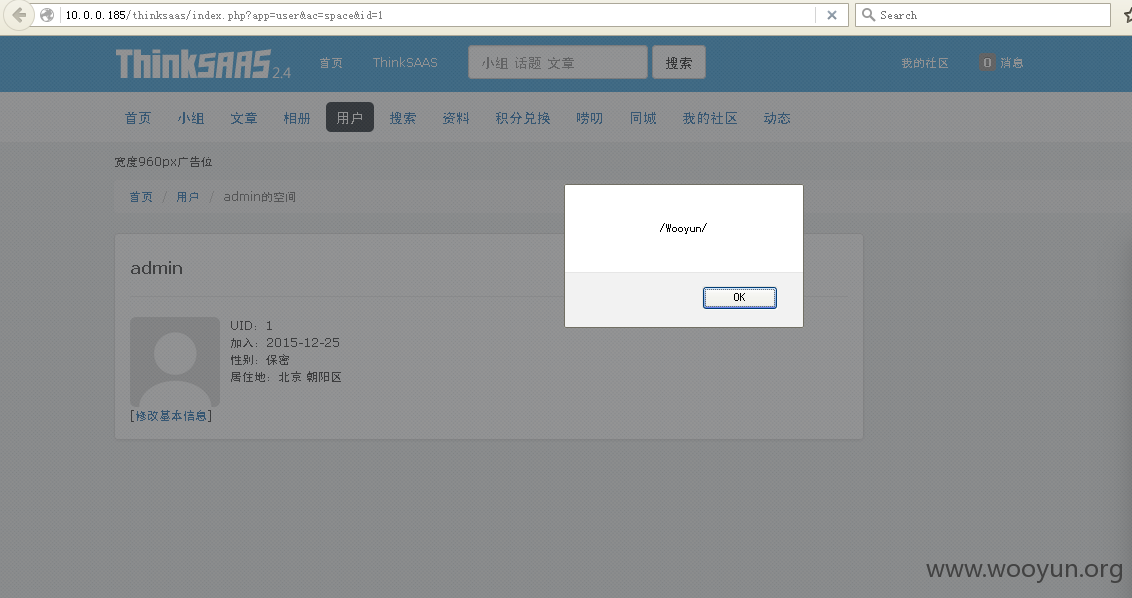 10.0.0.185/thinksaas/index.php?app=user&ac=space&id=1
Search
ThinkSAAS 2.4
首页
ThinkSAAS
小组 话题 文章
搜索
我的社区
0 消息
首页 小组 文章 相册 用户 搜索 资料 积分兑换 唠叨 同城 我的社区 动态
宽度960px广告位
首页 / 用户 / admin的空间
/Wooyun/
OK
admin
UID：1
加入：2015-12-25
性别：保密
居住地：北京 朝阳区
[修改基本信息]
www.wooyun.org